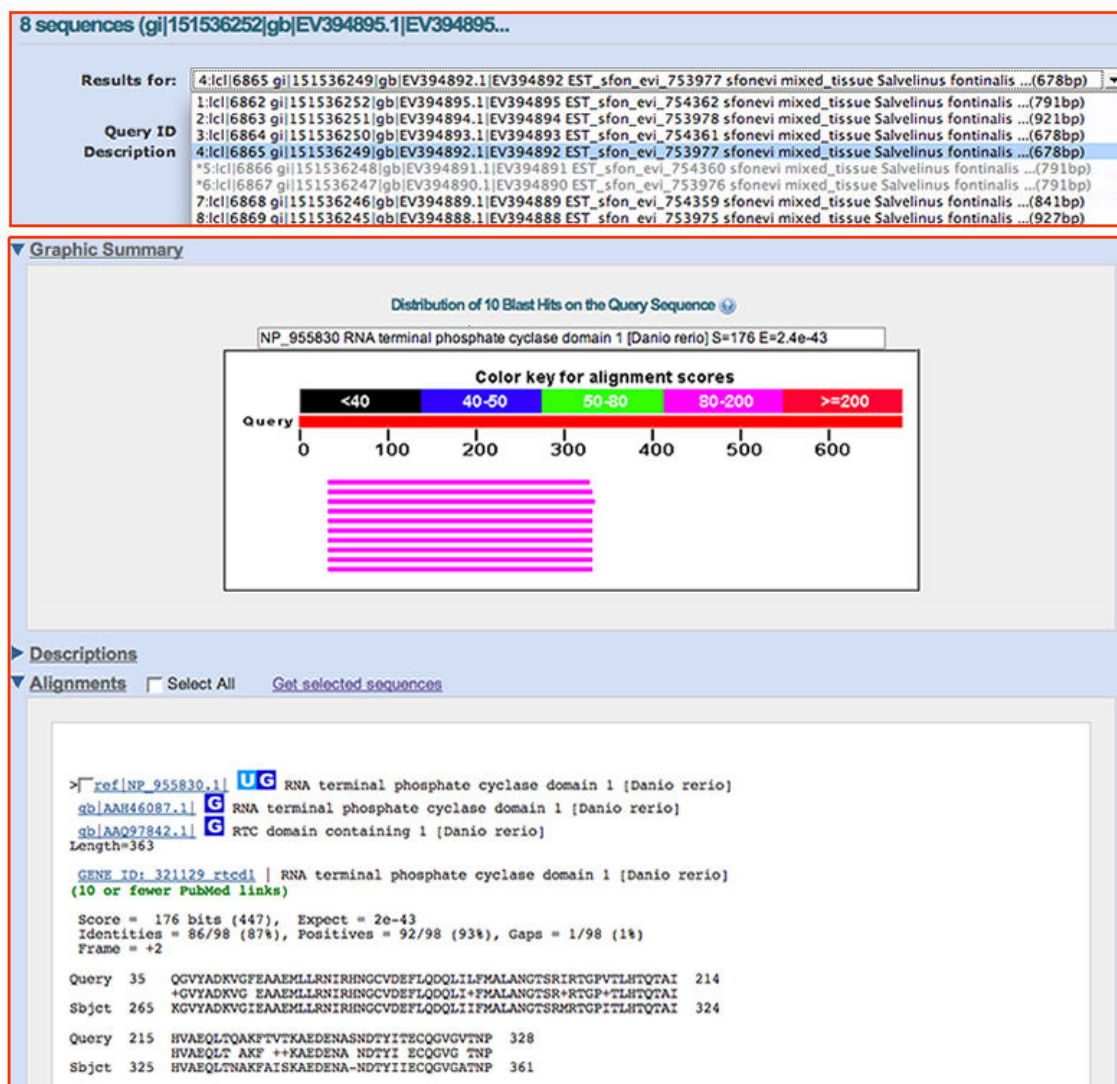 8 sequences (gi|151536252|gb|EV394895.1|EV394895...
Results for: 4:lcl|6865 gi|151536249|gb|EV394892.1|EV394892 EST_sfon_evi_753977 sfonevi mixed_tissue Salvelinus fontinalis ...(678bp)
1:lcl|6862 gi|151536252|gb|EV394895.1|EV394895 EST_sfon_evi_754362 sfonevi mixed_tissue Salvelinus fontinalis ...(791bp)
2:lcl|6863 gi|151536251|gb|EV394894.1|EV394894 EST_sfon_evi_753978 sfonevi mixed_tissue Salvelinus fontinalis ...(921bp)
Query ID
3:lcl|6864 gi|151536250|gb|EV394893.1|EV394893 EST_sfon_evi_754361 sfonevi mixed_tissue Salvelinus fontinalis ...(678bp)
Description 4:lcl|6865 gi|151536249|gb|EV394892.1|EV394892 EST_sfon_evi_753977 sfonevi mixed_tissue Salvelinus fontinalis ...(678bp)
*5:lcl|6866 gi|151536248|gb|EV394891.1|EV394891 EST_sfon_evi_754360 sfonevi mixed_tissue Salvelinus fontinalis ...(791bp)
*6:lcl|6867 gi|151536247|gb|EV394890.1|EV394890 EST_sfon_evi_753976 sfonevi mixed_tissue Salvelinus fontinalis ...(791bp)
7:lcl|6868 gi|151536246|gb|EV394889.1|EV394889 EST_sfon_evi_754359 sfonevi mixed_tissue Salvelinus fontinalis ...(841bp)
8:lcl|6869 gi|151536245|gb|EV394888.1|EV394888 EST_sfon_evi_753975 sfonevi mixed_tissue Salvelinus fontinalis ...(927bp)
Graphic Summary
Distribution of 10 Blast Hits on the Query Sequence
NP_955830 RNA terminal phosphate cyclase domain 1 [Danio rerio] S=176 E=2.4e-43
Color key for alignment scores
<40 40-50 50-80 80-200 >=200
Query
0 100 200 300 400 500 600
Descriptions
Alignments Select All Get selected sequences
>ref|NP_955830.1| U G RNA terminal phosphate cyclase domain 1 [Danio rerio]
gb|AAH46087.1| G RNA terminal phosphate cyclase domain 1 [Danio rerio]
gb|AAQ97842.1| G RTC domain containing 1 [Danio rerio]
Length=363
GENE ID: 321129 rtcd1 | RNA terminal phosphate cyclase domain 1 [Danio rerio]
(10 or fewer PubMed links)
Score = 176 bits (447), Expect = 2e-43
Identities = 86/98 (87%), Positives = 92/98 (93%), Gaps = 1/98 (1%)
Frame = +2
Query 35 QGVYADKVGFEAAEMLLRNIRHNGCVDEFLQDQLILFMALANGTSRIRTGPVTLHTQTAI 214
+GVYADKVG EAAEMLLRNIRHNGCVDEFLQDQLI+FMALANGTSR+RTGP+TLHTQTAI
Sbjct 265 KGVYADKVGIEAAEMLLRNIRHNGCVDEFLQDQLIIFMALANGTSRMRTGPITLHTQTAI 324
Query 215 HVAEQLTQAKFTVTKAEDENASNDTYITECQGVGVTNP 328
HVAEQLT AKF ++KAEDENA NDTYI ECQGVG TNP
Sbjct 325 HVAEQLTNAKFAISKAEDENA-NDTYIIECQGVGATNP 361